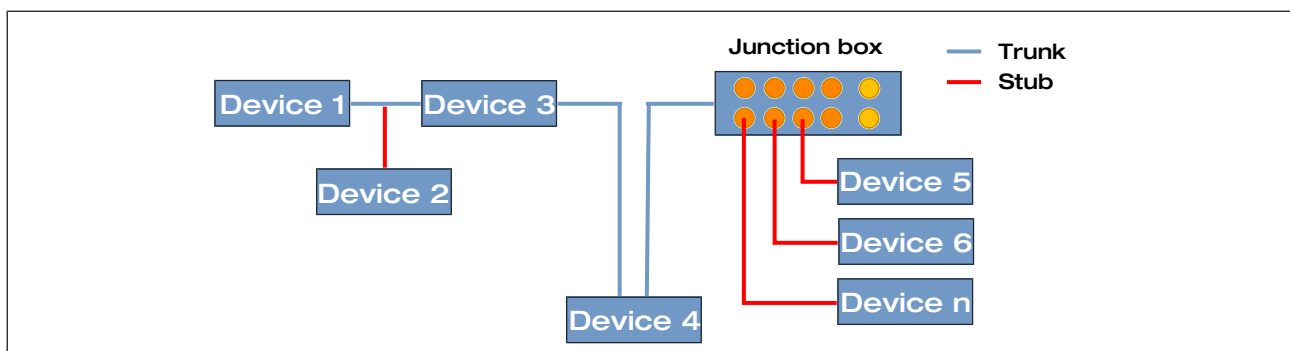 Junction box
Trunk
Stub
Device 1
Device 3
Device 2
Device 5
Device 6
Device n
Device 4